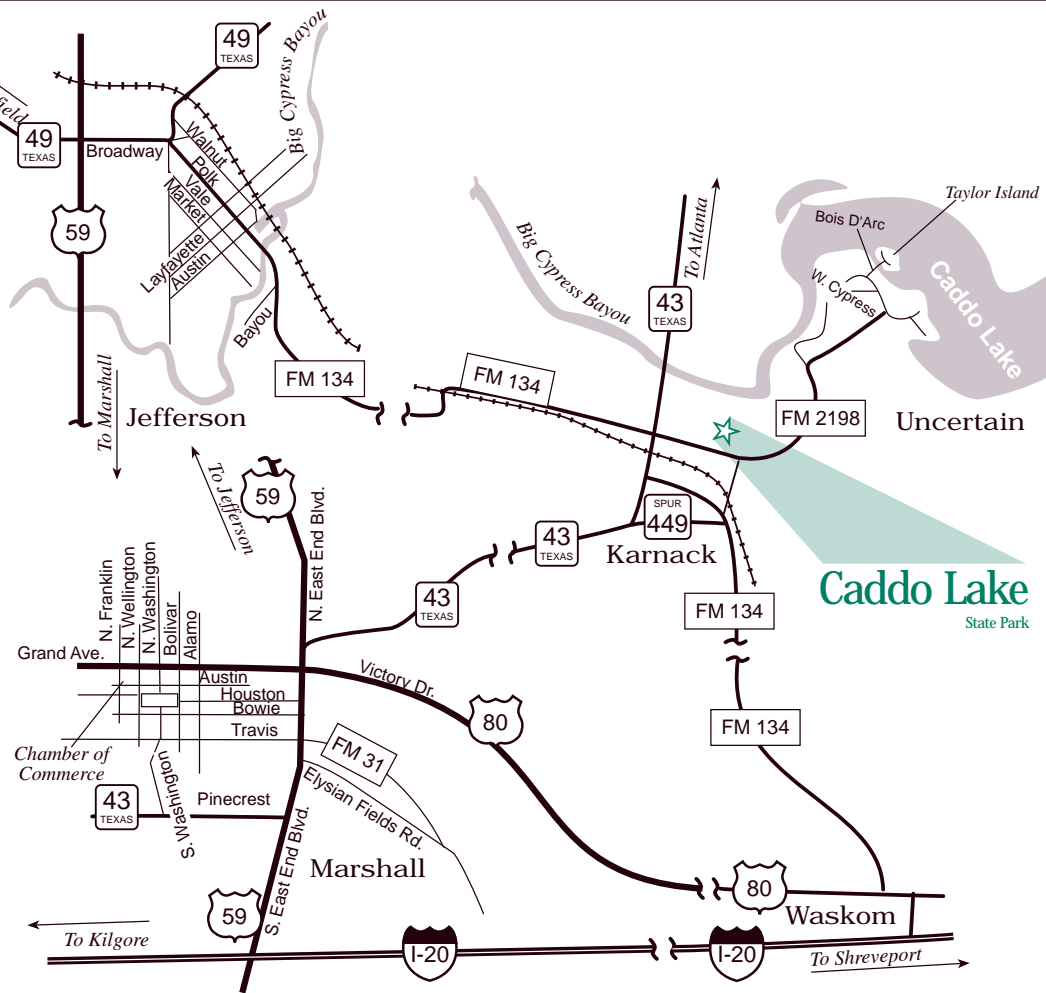 49
TEXAS
Big Cypress Bayou
field
49
TEXAS
Broadway
Walnut
Polk
Vale
Market
Layfayette
Austin
Bayou
59
To Marshall
Jefferson
FM 134
Big Cypress Bayou
To Atlanta
43
TEXAS
Taylor Island
Bois D'Arc
W. Cypress
Caddo Lake
FM 134
FM 2198
Uncertain
To Jefferson
59
N. East End Blvd.
43
TEXAS
SPUR
449
Karnack
43
TEXAS
FM 134
Caddo Lake
State Park
N. Franklin
N. Wellington
N. Washington
Bolivar
Alamo
Grand Ave.
Austin
Houston
Bowie
Travis
Victory Dr.
80
FM 134
Chamber of
Commerce
FM 31
43
TEXAS
S. Washington
Pinecrest
Elysian Fields Rd.
S. East End Blvd.
Marshall
80
Waskom
59
To Kilgore
I-20
I-20
To Shreveport